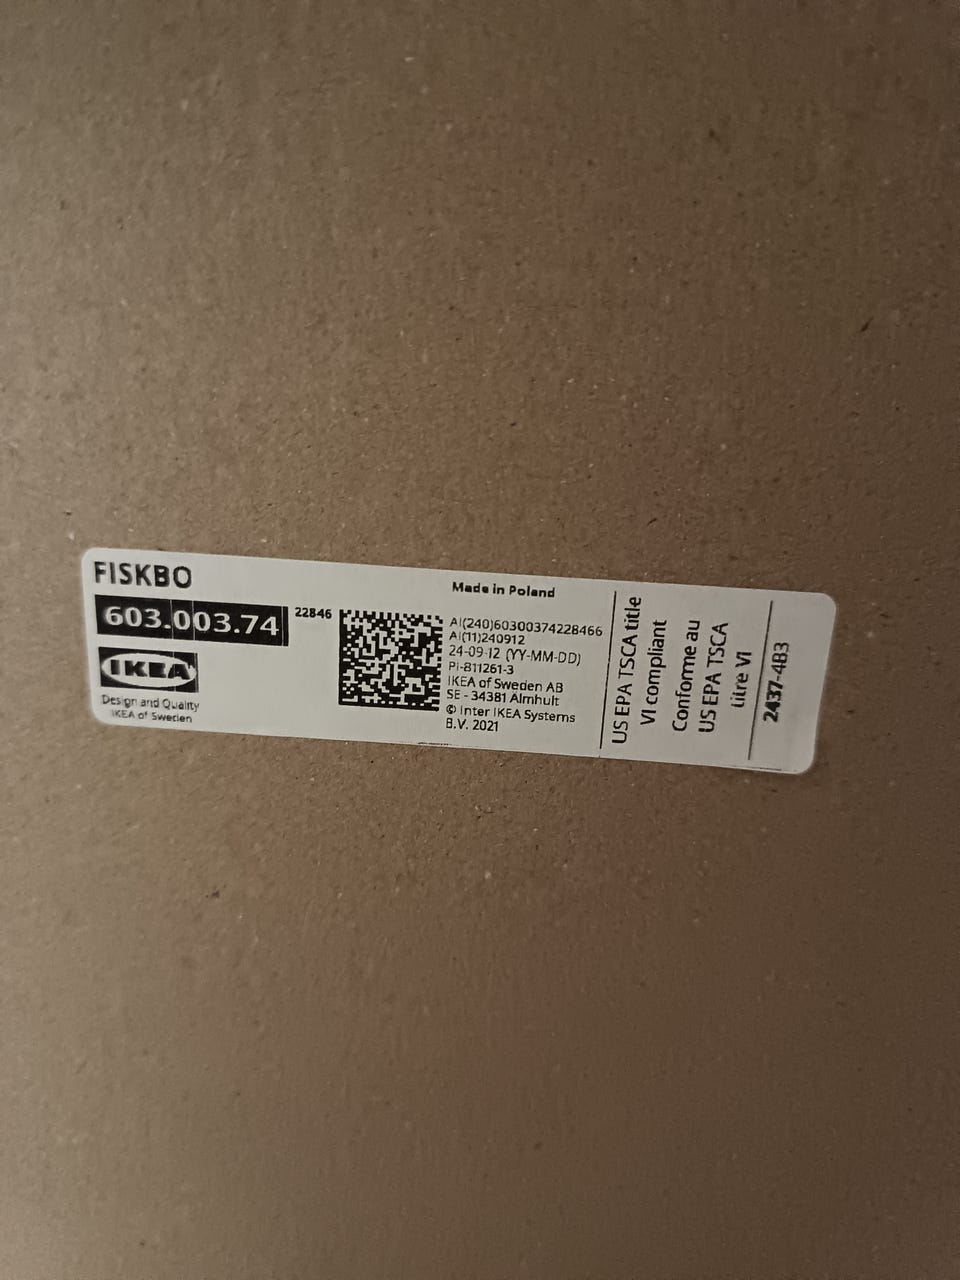 FISKBO
603.003.74
22846
IKEA
Design and Quality
IKEA of Sweden
Made in Poland
AI(240)60300374228466
AI(11)240912
24-09-12 (YY-MM-DD)
PI-811261-3
IKEA of Sweden AB
SE - 34381 Älmhult
© Inter IKEA Systems
B.V. 2021
US EPA TSCA title
VI compliant
Conforme au
US EPA TSCA
titre VI
2437-4B3